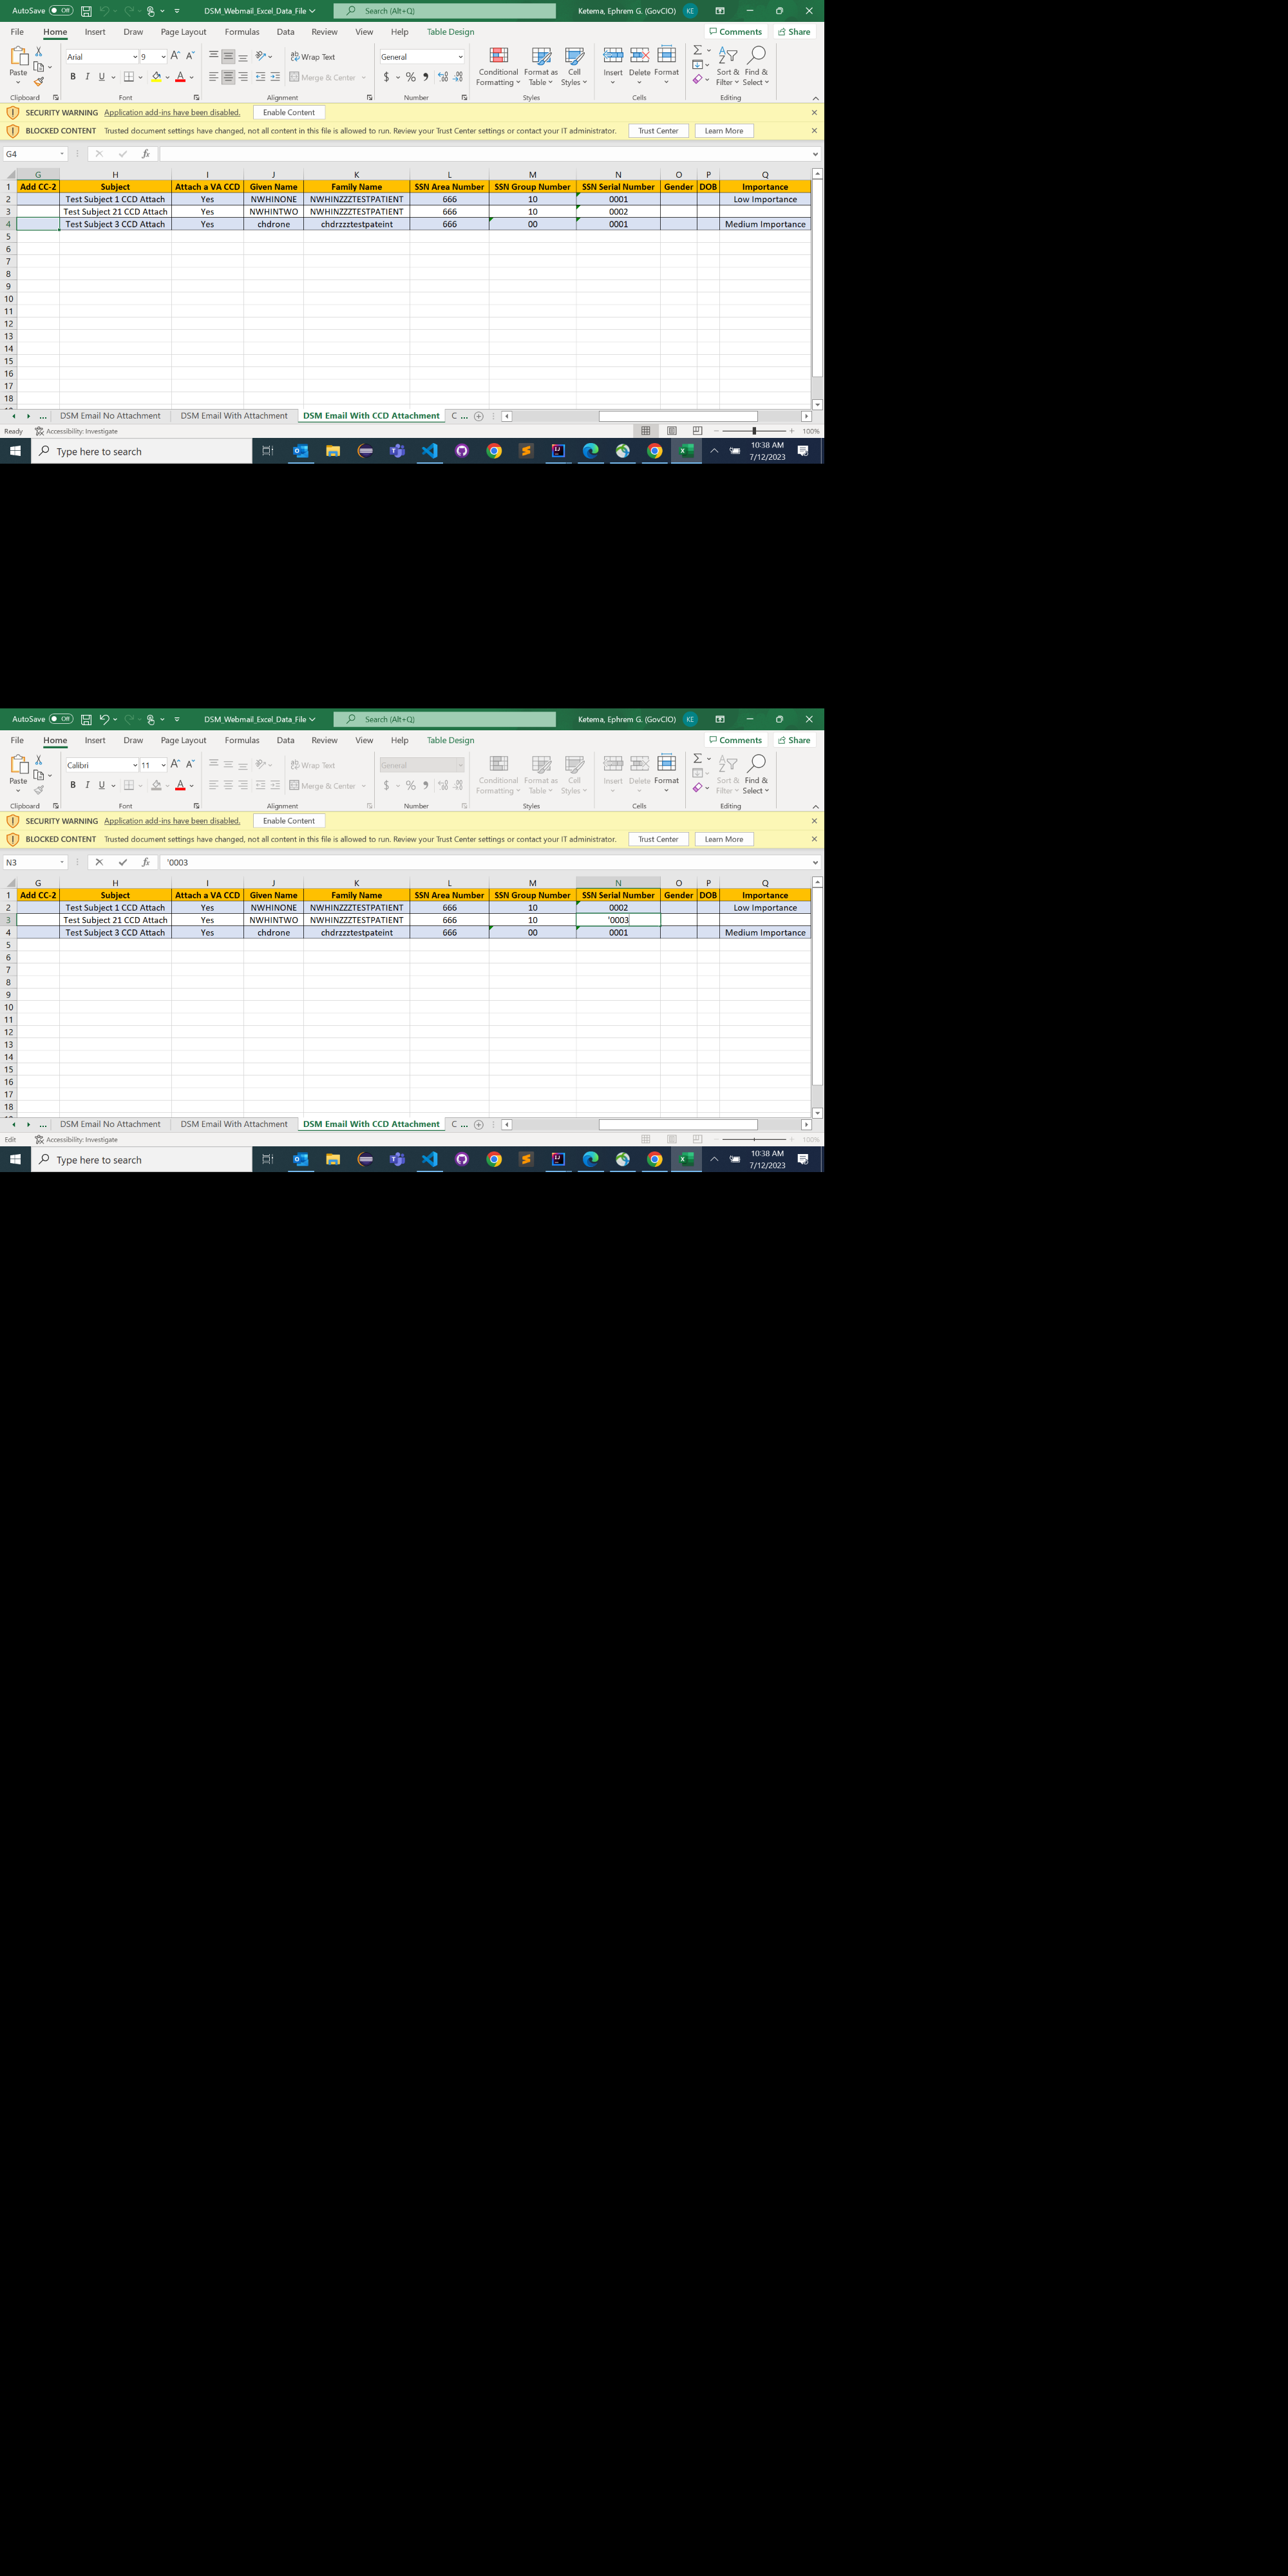 AutoSave Off DSM_Webmail_Excel_Data_File Search (Alt+Q) Ketema, Ephrem G. (GovCIO) KE
File Home Insert Draw Page Layout Formulas Data Review View Help Table Design Comments Share
Paste Arial 9 Wrap Text General Conditional Format as Cell Insert Delete Format Sort & Find &
B I U Merge & Center $ % Formatting Table Styles Filter Select
Clipboard Font Alignment Number Styles Cells Editing
SECURITY WARNING Application add-ins have been disabled. Enable Content
BLOCKED CONTENT Trusted document settings have changed, not all content in this file is allowed to run. Review your Trust Center settings or contact your IT administrator. Trust Center Learn More
G4 fx
G H I J K L M N O P Q
1 Add CC-2 Subject Attach a VA CCD Given Name Family Name SSN Area Number SSN Group Number SSN Serial Number Gender DOB Importance
2 Test Subject 1 CCD Attach Yes NWHINONE NWHINZZZTESTPATIENT 666 10 0001 Low Importance
3 Test Subject 21 CCD Attach Yes NWHINTWO NWHINZZZTESTPATIENT 666 10 0002
4 Test Subject 3 CCD Attach Yes chdrone chdrzzztestpateint 666 00 0001 Medium Importance
5
6
7
8
9
10
11
12
13
14
15
16
17
18
... DSM Email No Attachment DSM Email With Attachment DSM Email With CCD Attachment C ...
Ready Accessibility: Investigate 100%
Type here to search 10:38 AM
7/12/2023
AutoSave Off DSM_Webmail_Excel_Data_File Search (Alt+Q) Ketema, Ephrem G. (GovCIO) KE
File Home Insert Draw Page Layout Formulas Data Review View Help Table Design Comments Share
Paste Calibri 11 Wrap Text General Conditional Format as Cell Insert Delete Format Sort & Find &
B I U Merge & Center $ % Formatting Table Styles Filter Select
Clipboard Font Alignment Number Styles Cells Editing
SECURITY WARNING Application add-ins have been disabled. Enable Content
BLOCKED CONTENT Trusted document settings have changed, not all content in this file is allowed to run. Review your Trust Center settings or contact your IT administrator. Trust Center Learn More
N3 fx '0003
G H I J K L M N O P Q
1 Add CC-2 Subject Attach a VA CCD Given Name Family Name SSN Area Number SSN Group Number SSN Serial Number Gender DOB Importance
2 Test Subject 1 CCD Attach Yes NWHINONE NWHINZZZTESTPATIENT 666 10 0002 Low Importance
3 Test Subject 21 CCD Attach Yes NWHINTWO NWHINZZZTESTPATIENT 666 10 '0003
4 Test Subject 3 CCD Attach Yes chdrone chdrzzztestpateint 666 00 0001 Medium Importance
5
6
7
8
9
10
11
12
13
14
15
16
17
18
... DSM Email No Attachment DSM Email With Attachment DSM Email With CCD Attachment C ...
Edit Accessibility: Investigate 100%
Type here to search 10:38 AM
7/12/2023